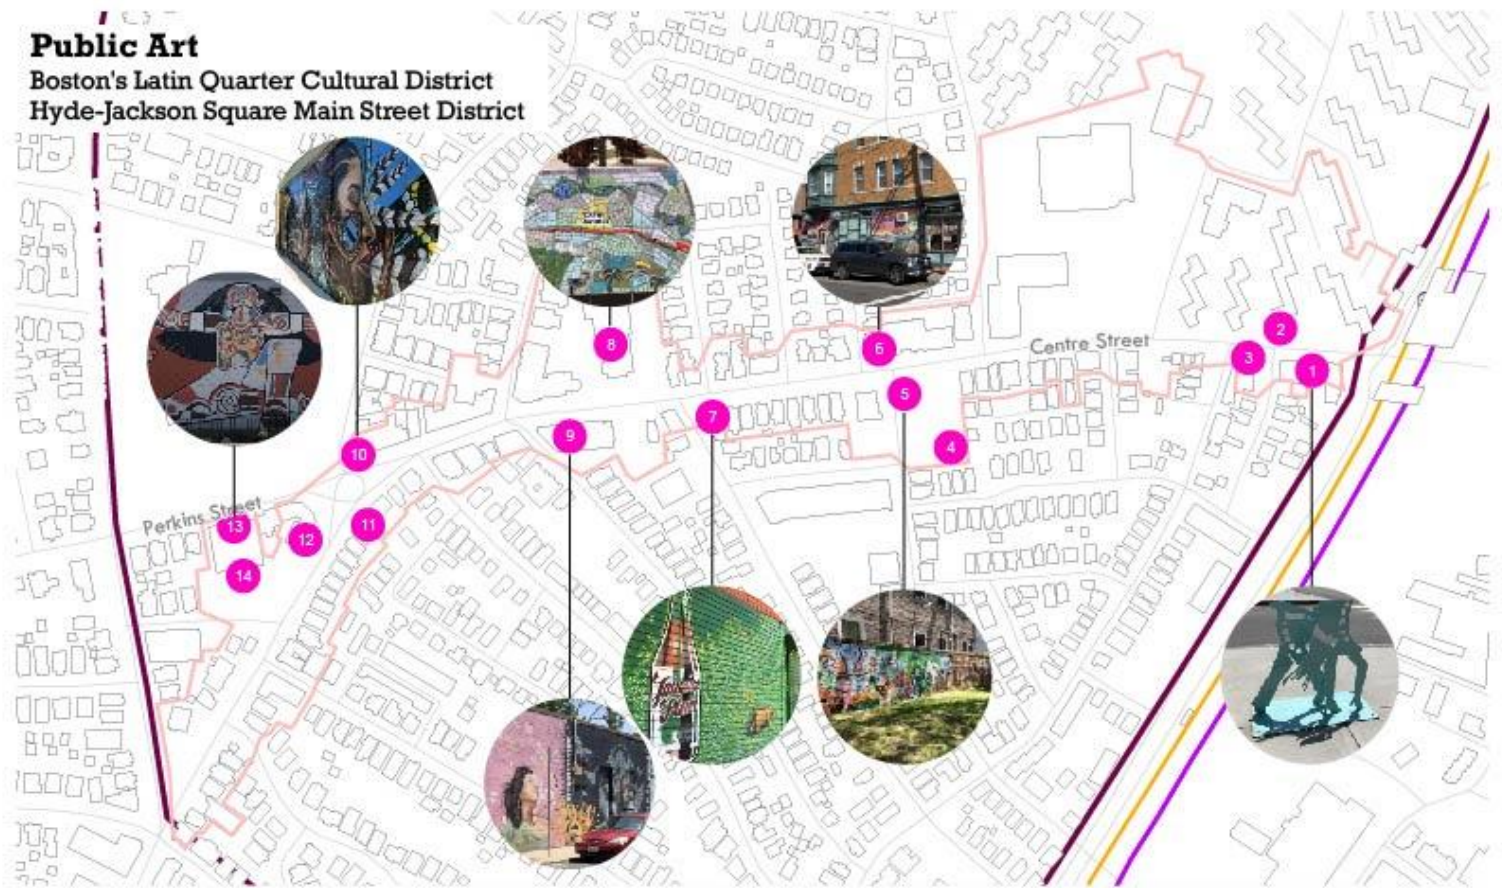 Public Art
Boston's Latin Quarter Cultural District
Hyde-Jackson Square Main Street District
8
6
Centre Street
2
3
1
5
7
9
4
10
Perkins Street
13
11
12
14